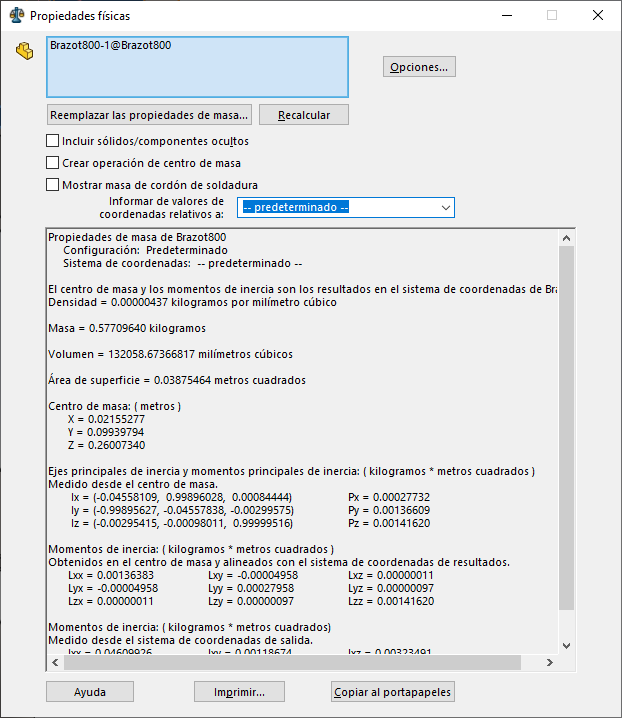 Propiedades físicas
Brazot800-1@Brazot800
Opciones...
Reemplazar las propiedades de masa...
Recalcular
Incluir sólidos/componentes ocultos
Crear operación de centro de masa
Mostrar masa de cordón de soldadura
Informar de valores de
coordenadas relativos a:
-- predeterminado --
Propiedades de masa de Brazot800
Configuración: Predeterminado
Sistema de coordenadas: -- predeterminado --
El centro de masa y los momentos de inercia son los resultados en el sistema de coordenadas de Bra
Densidad = 0.00000437 kilogramos por milímetro cúbico
Masa = 0.57709640 kilogramos
Volumen = 132058.67366817 milímetros cúbicos
Área de superficie = 0.03875464 metros cuadrados
Centro de masa: ( metros )
X = 0.02155277
Y = 0.09939794
Z = 0.26007340
Ejes principales de inercia y momentos principales de inercia: ( kilogramos * metros cuadrados )
Medido desde el centro de masa.
Ix = (-0.04558109, 0.99896028, 0.00084444) Px = 0.00027732
Iy = (-0.99895627, -0.04557838, -0.00299575) Py = 0.00136609
Iz = (-0.00295415, -0.00098011, 0.99999516) Pz = 0.00141620
Momentos de inercia: ( kilogramos * metros cuadrados )
Obtenidos en el centro de masa y alineados con el sistema de coordenadas de resultados.
Lxx = 0.00136383 Lxy = -0.00004958 Lxz = 0.00000011
Lyx = -0.00004958 Lyy = 0.00027958 Lyz = 0.00000097
Lzx = 0.00000011 Lzy = 0.00000097 Lzz = 0.00141620
Momentos de inercia: ( kilogramos * metros cuadrados)
Medido desde el sistema de coordenadas de salida.
Ixx = 0.04609926 Ixy = 0.00118674 Ixz = 0.00323491
Ayuda
Imprimir...
Copiar al portapapeles